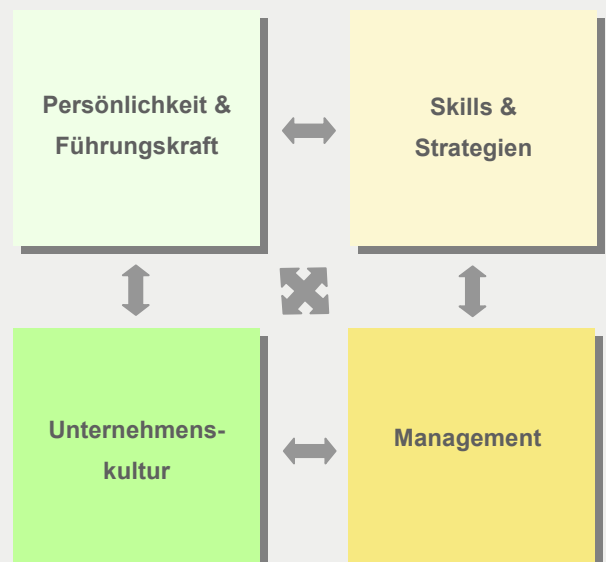 Persönlichkeit &
Führungskraft
Skills &
Strategien
Unternehmens-
kultur
Management